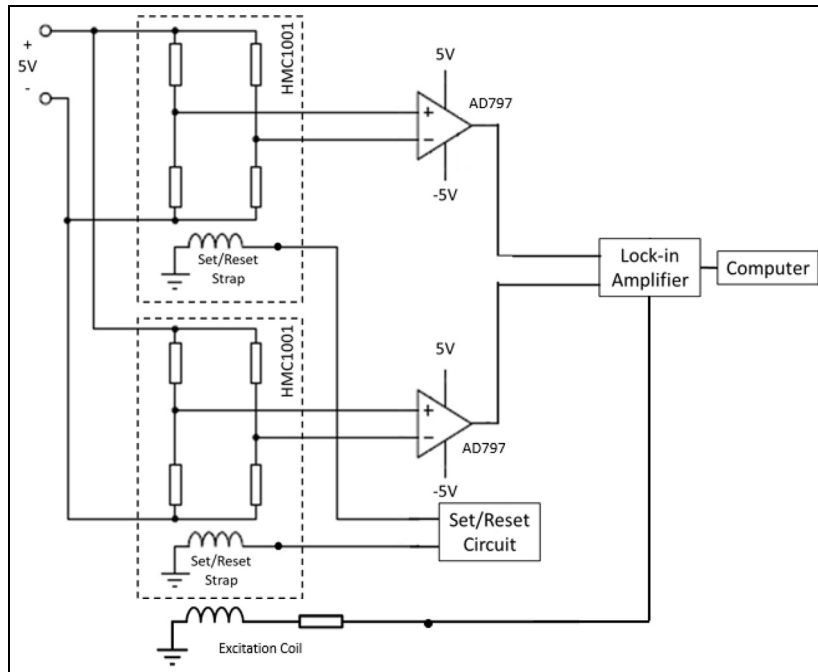 +
5V
-
HMC1001
Set/Reset
Strap
5V
AD797
+
−
-5V
Lock-in
Amplifier
Computer
HMC1001
5V
+
−
AD797
-5V
Set/Reset
Circuit
Set/Reset
Strap
Excitation Coil